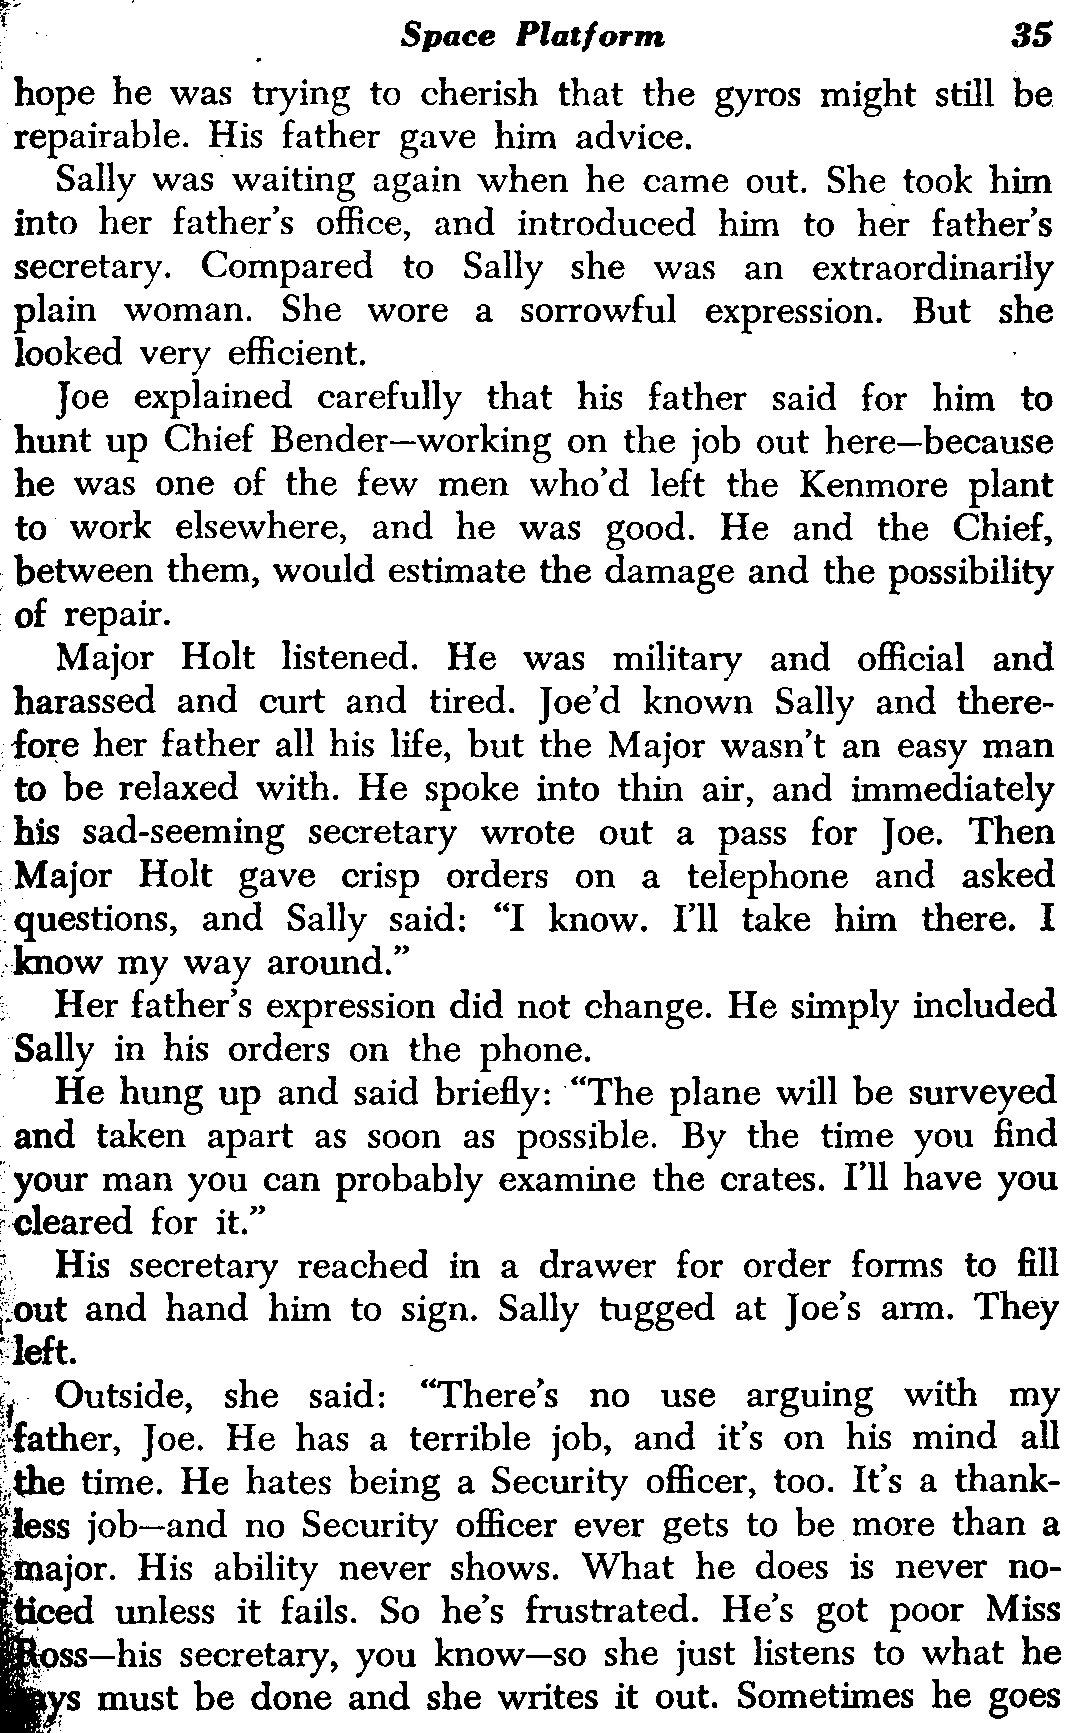 Space Platform 35
hope he was trying to cherish that the gyros might still be
repairable. His father gave him advice.
Sally was waiting again when he came out. She took him
into her father's office, and introduced him to her father's
secretary. Compared to Sally she was an extraordinarily
plain woman. She wore a sorrowful expression. But she
looked very efficient.
Joe explained carefully that his father said for him to
hunt up Chief Bender—working on the job out here—because
he was one of the few men who'd left the Kenmore plant
to work elsewhere, and he was good. He and the Chief,
between them, would estimate the damage and the possibility
of repair.
Major Holt listened. He was military and official and
harassed and curt and tired. Joe'd known Sally and there-
fore her father all his life, but the Major wasn't an easy man
to be relaxed with. He spoke into thin air, and immediately
his sad-seeming secretary wrote out a pass for Joe. Then
Major Holt gave crisp orders on a telephone and asked
questions, and Sally said: "I know. I'll take him there. I
know my way around."
Her father's expression did not change. He simply included
Sally in his orders on the phone.
He hung up and said briefly: "The plane will be surveyed
and taken apart as soon as possible. By the time you find
your man you can probably examine the crates. I'll have you
cleared for it."
His secretary reached in a drawer for order forms to fill
out and hand him to sign. Sally tugged at Joe's arm. They
left.
Outside, she said: "There's no use arguing with my
father, Joe. He has a terrible job, and it's on his mind all
the time. He hates being a Security officer, too. It's a thank-
less job—and no Security officer ever gets to be more than a
major. His ability never shows. What he does is never no-
ticed unless it fails. So he's frustrated. He's got poor Miss
Ross—his secretary, you know—so she just listens to what he
says must be done and she writes it out. Sometimes he goes